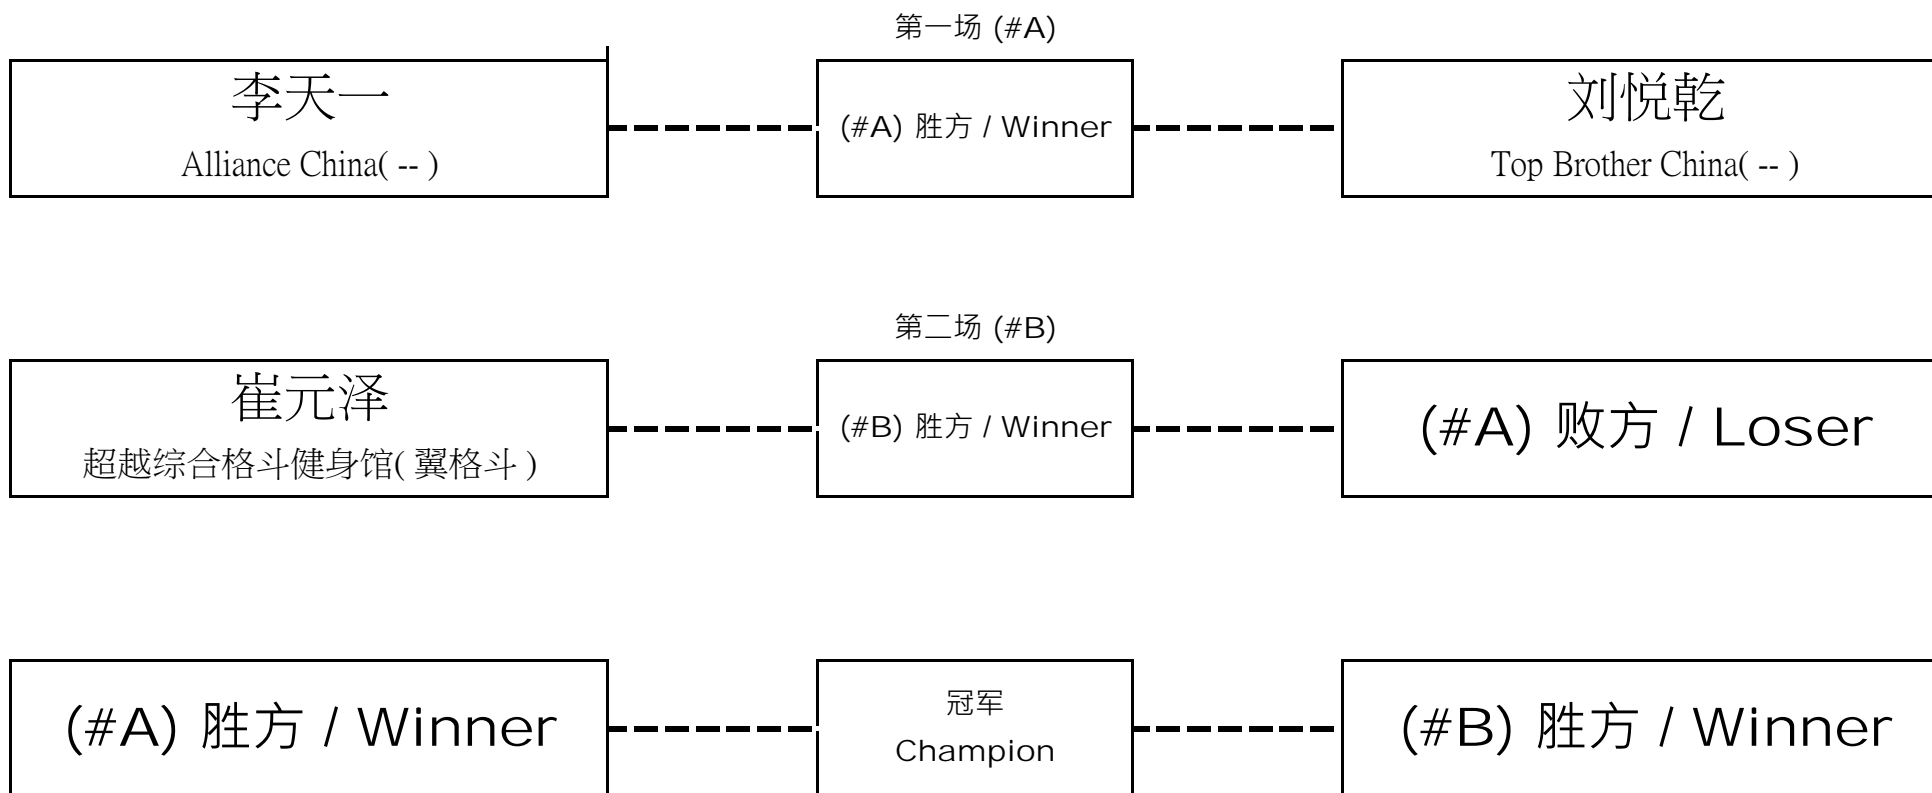 第一场 (#A)
李天一
Alliance China( -- )
(#A) 胜方 / Winner
刘悦乾
Top Brother China( -- )
第二场 (#B)
崔元泽
超越综合格斗健身馆( 翼格斗 )
(#B) 胜方 / Winner
(#A) 败方 / Loser
(#A) 胜方 / Winner
冠军
Champion
(#B) 胜方 / Winner